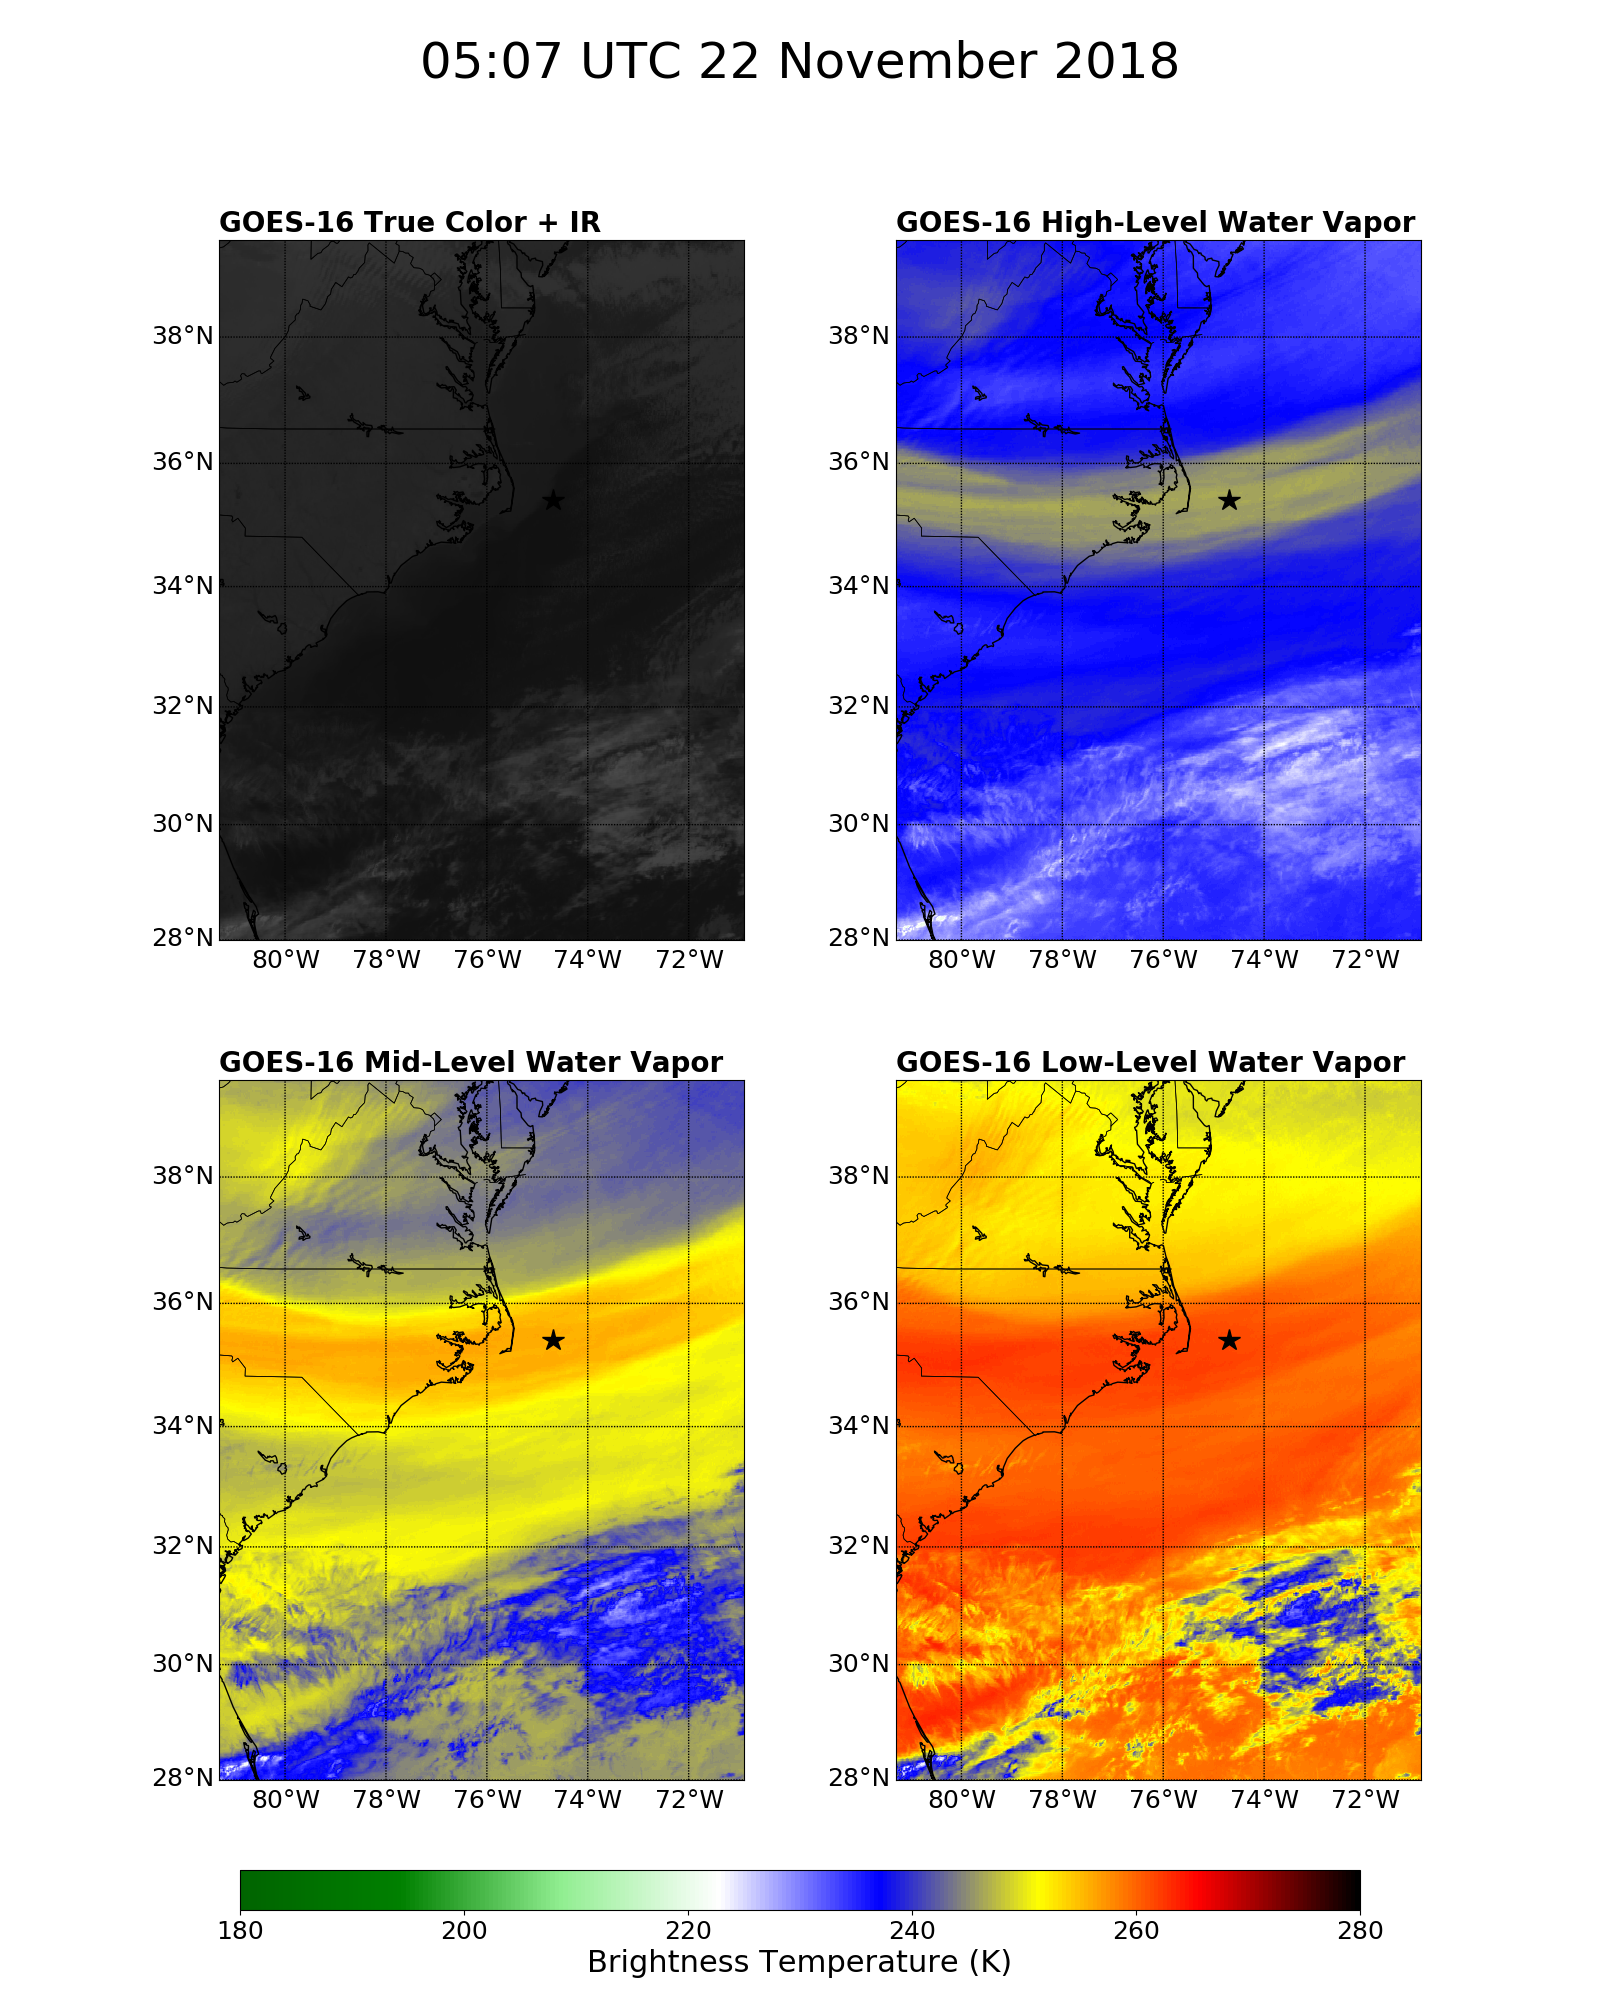 05:07 UTC 22 November 2018
GOES-16 True Color + IR
GOES-16 High-Level Water Vapor
38°N
36°N
34°N
32°N
30°N
28°N
80°W 78°W 76°W 74°W 72°W
38°N
36°N
34°N
32°N
30°N
28°N
80°W 78°W 76°W 74°W 72°W
GOES-16 Mid-Level Water Vapor
GOES-16 Low-Level Water Vapor
38°N
36°N
34°N
32°N
30°N
28°N
80°W 78°W 76°W 74°W 72°W
38°N
36°N
34°N
32°N
30°N
28°N
80°W 78°W 76°W 74°W 72°W
180 200 220 240 260 280
Brightness Temperature (K)